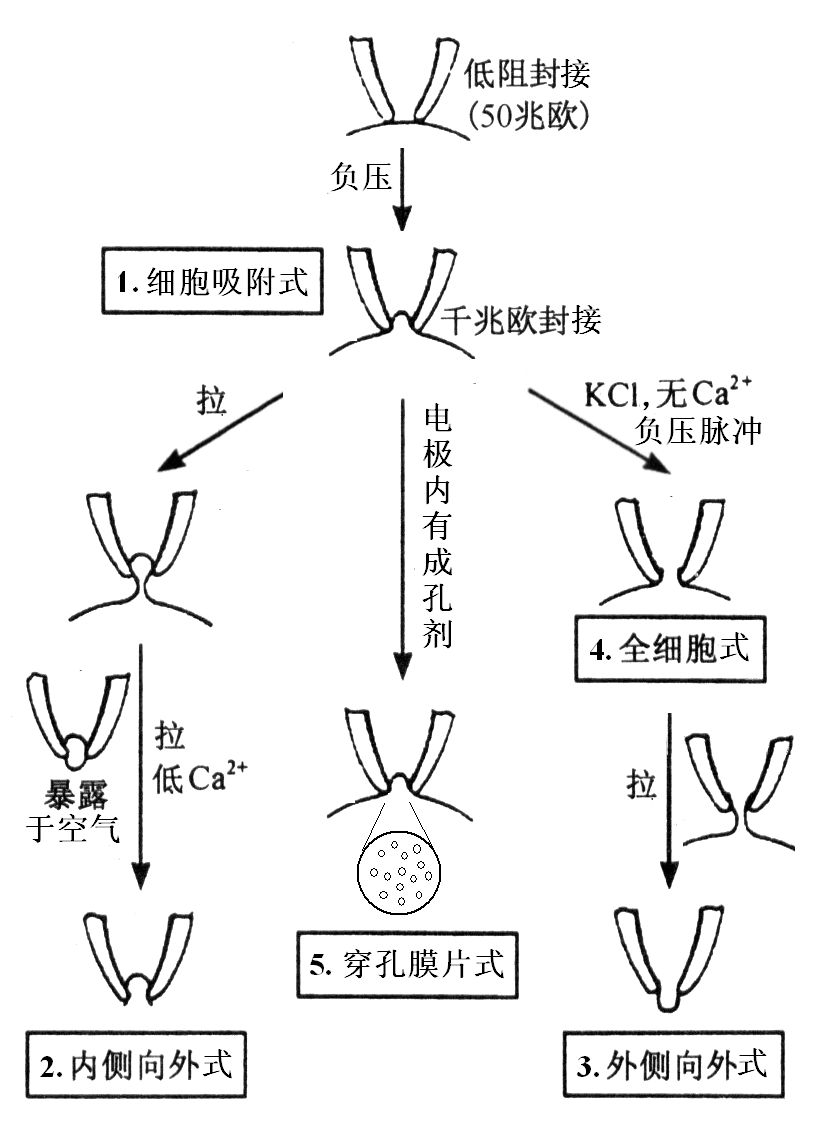 低阻封接
(50兆欧)
负压
1.细胞吸附式
千兆欧封接
拉
KCl,无Ca²⁺
负压脉冲
电极内有成孔剂
4.全细胞式
拉
低Ca²⁺
暴露
于空气
拉
5.穿孔膜片式
2.内侧向外式
3.外侧向外式